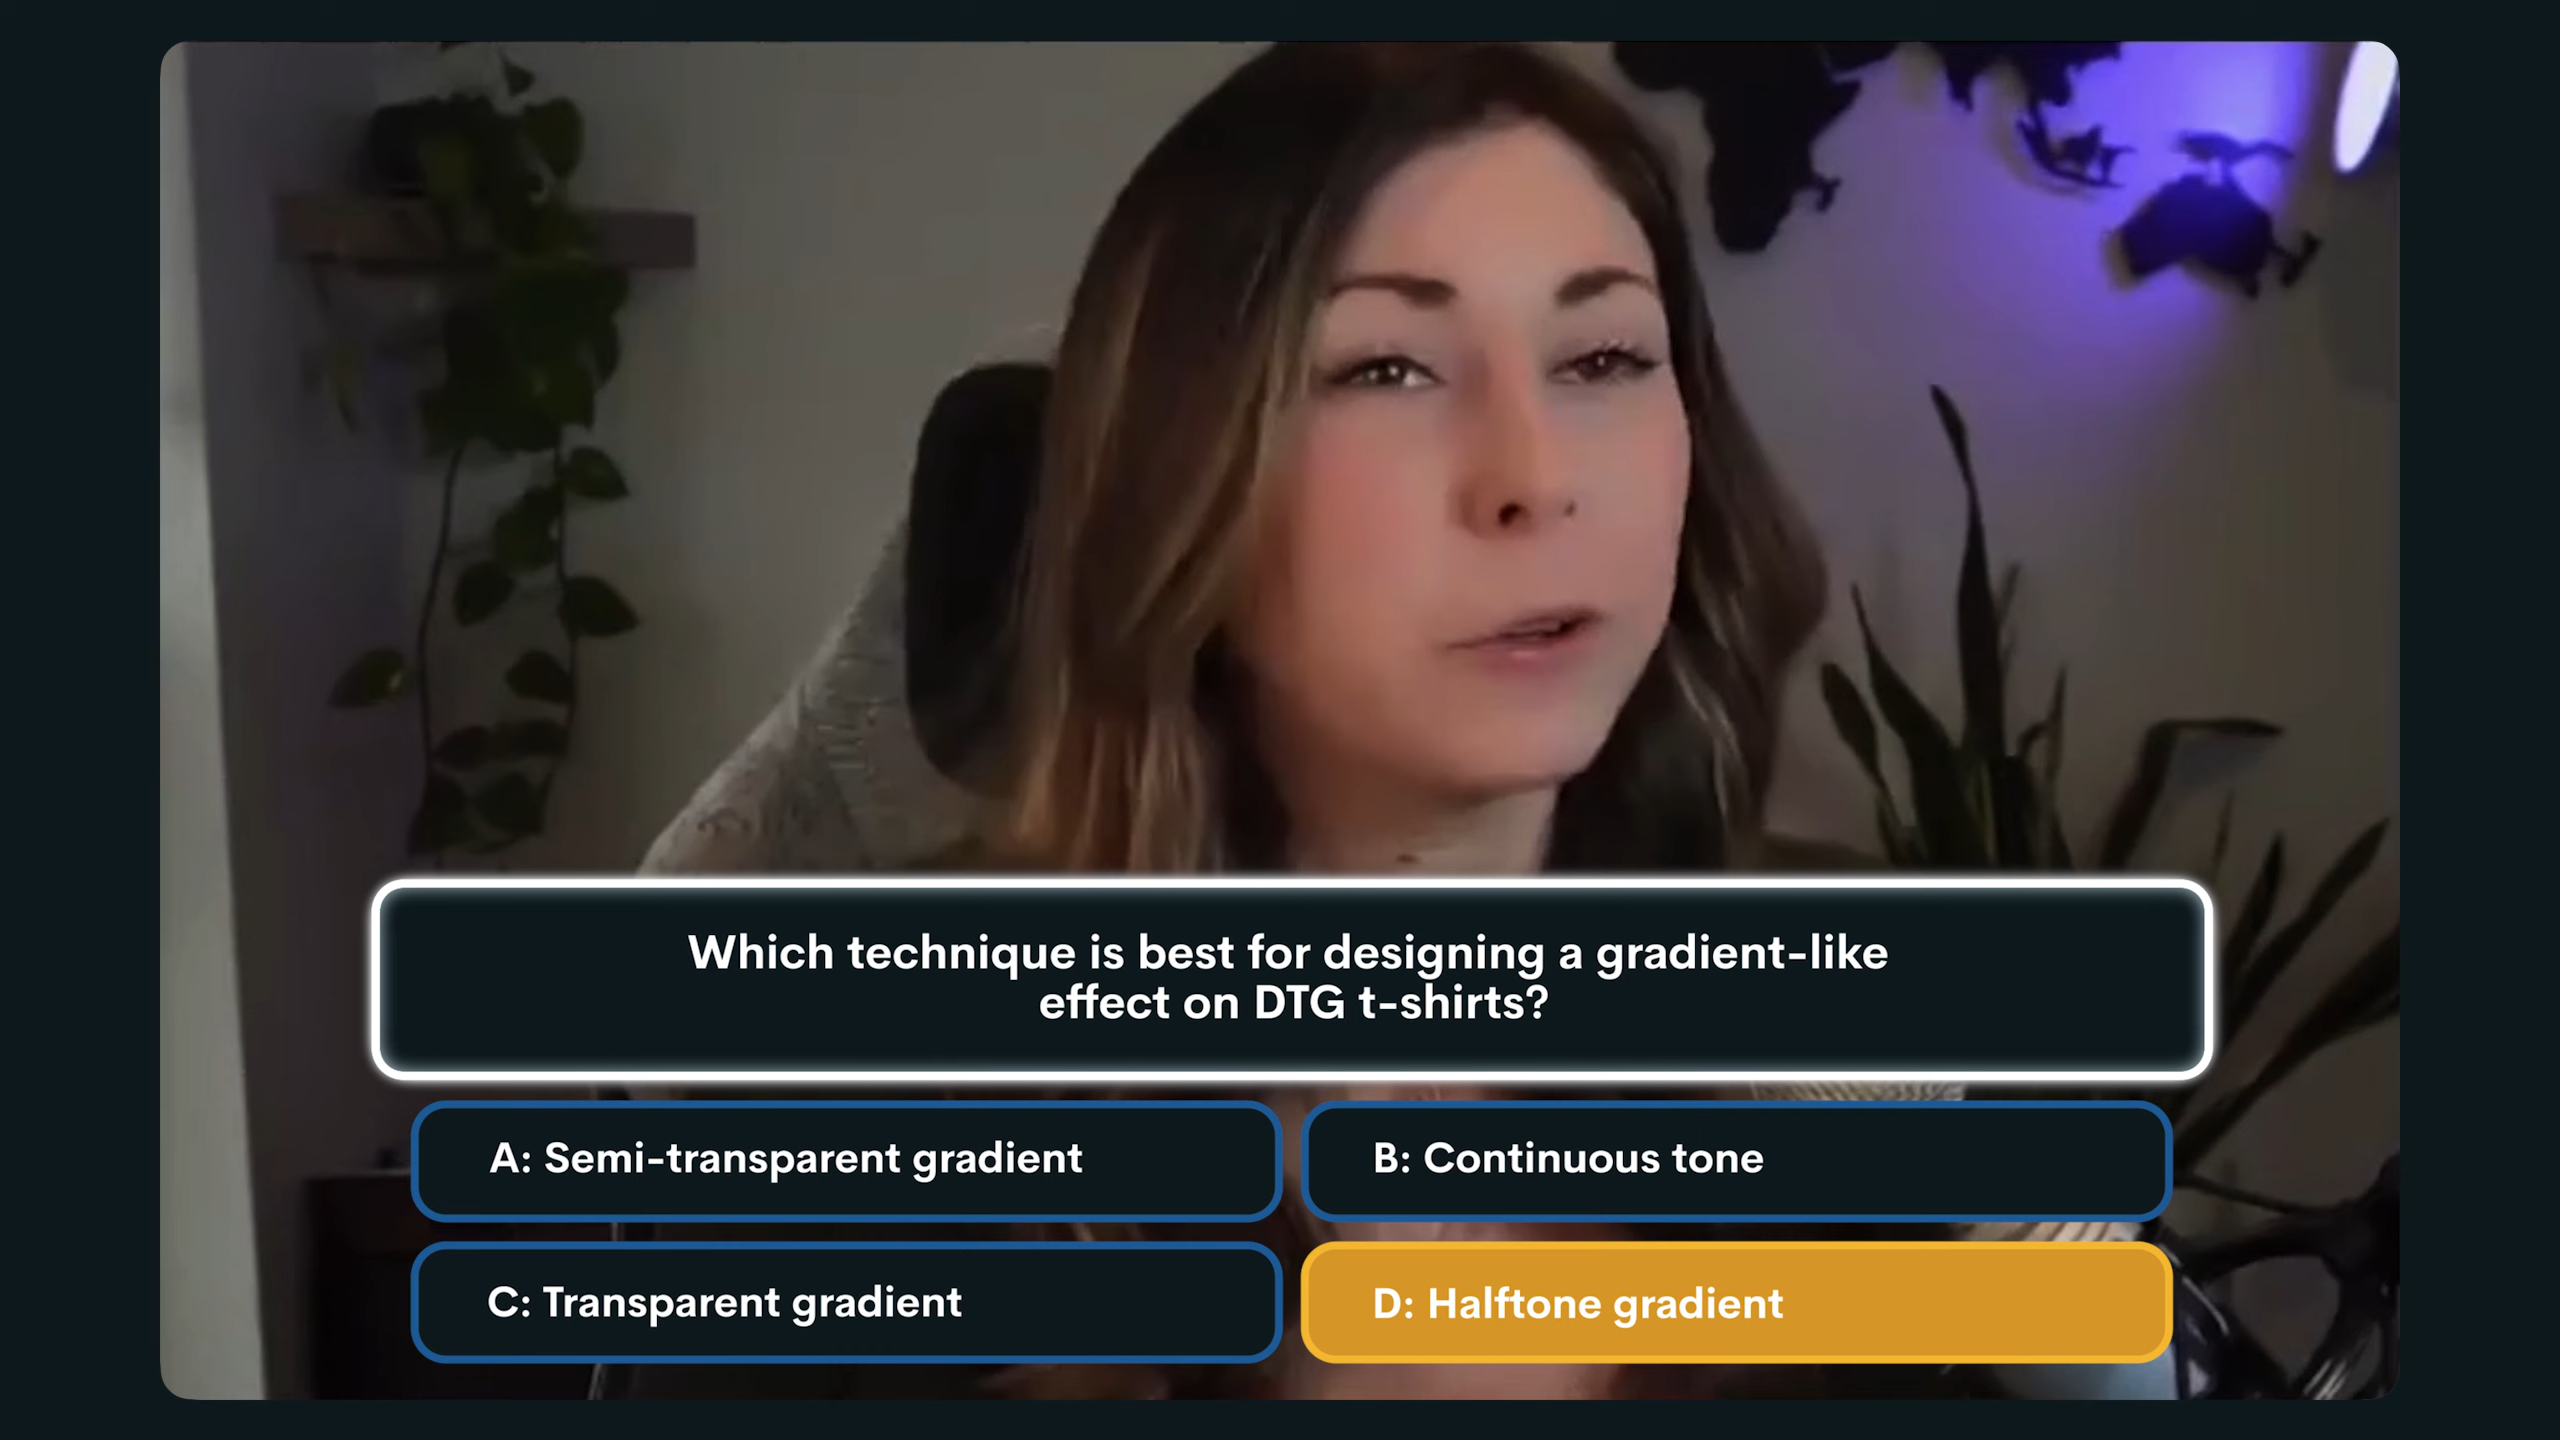 Which technique is best for designing a gradient-like
effect on DTG t-shirts?
A: Semi-transparent gradient
B: Continuous tone
C: Transparent gradient
D: Halftone gradient